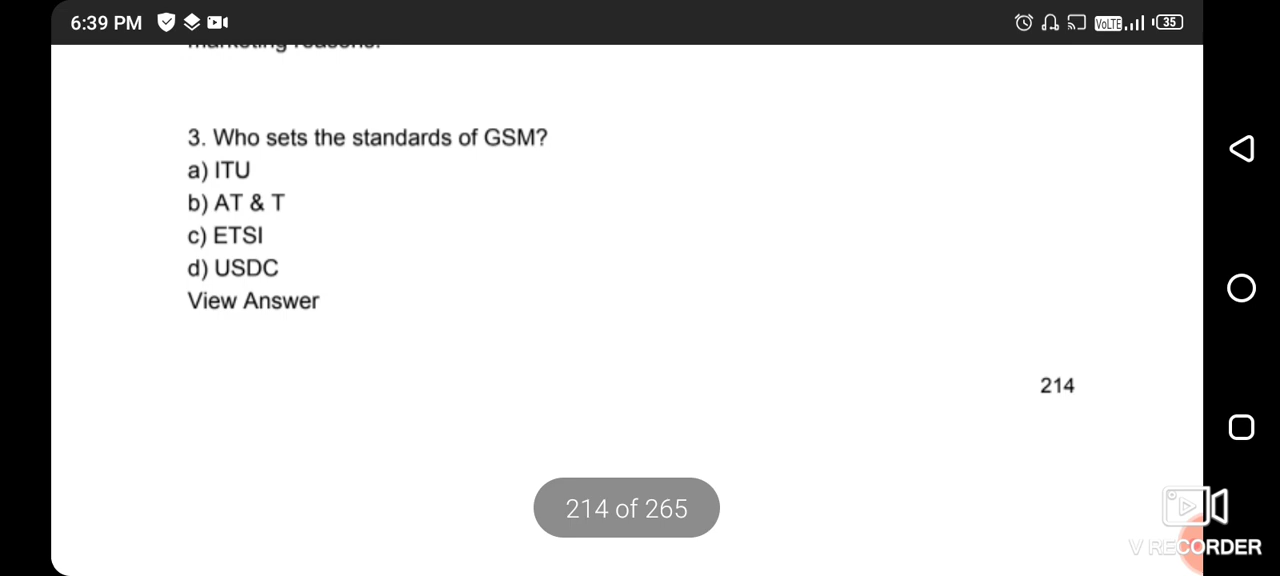 6:39 PM
VoLTE
35
3. Who sets the standards of GSM?
a) ITU
b) AT & T
c) ETSI
d) USDC
View Answer
214
214 of 265
V RECORDER